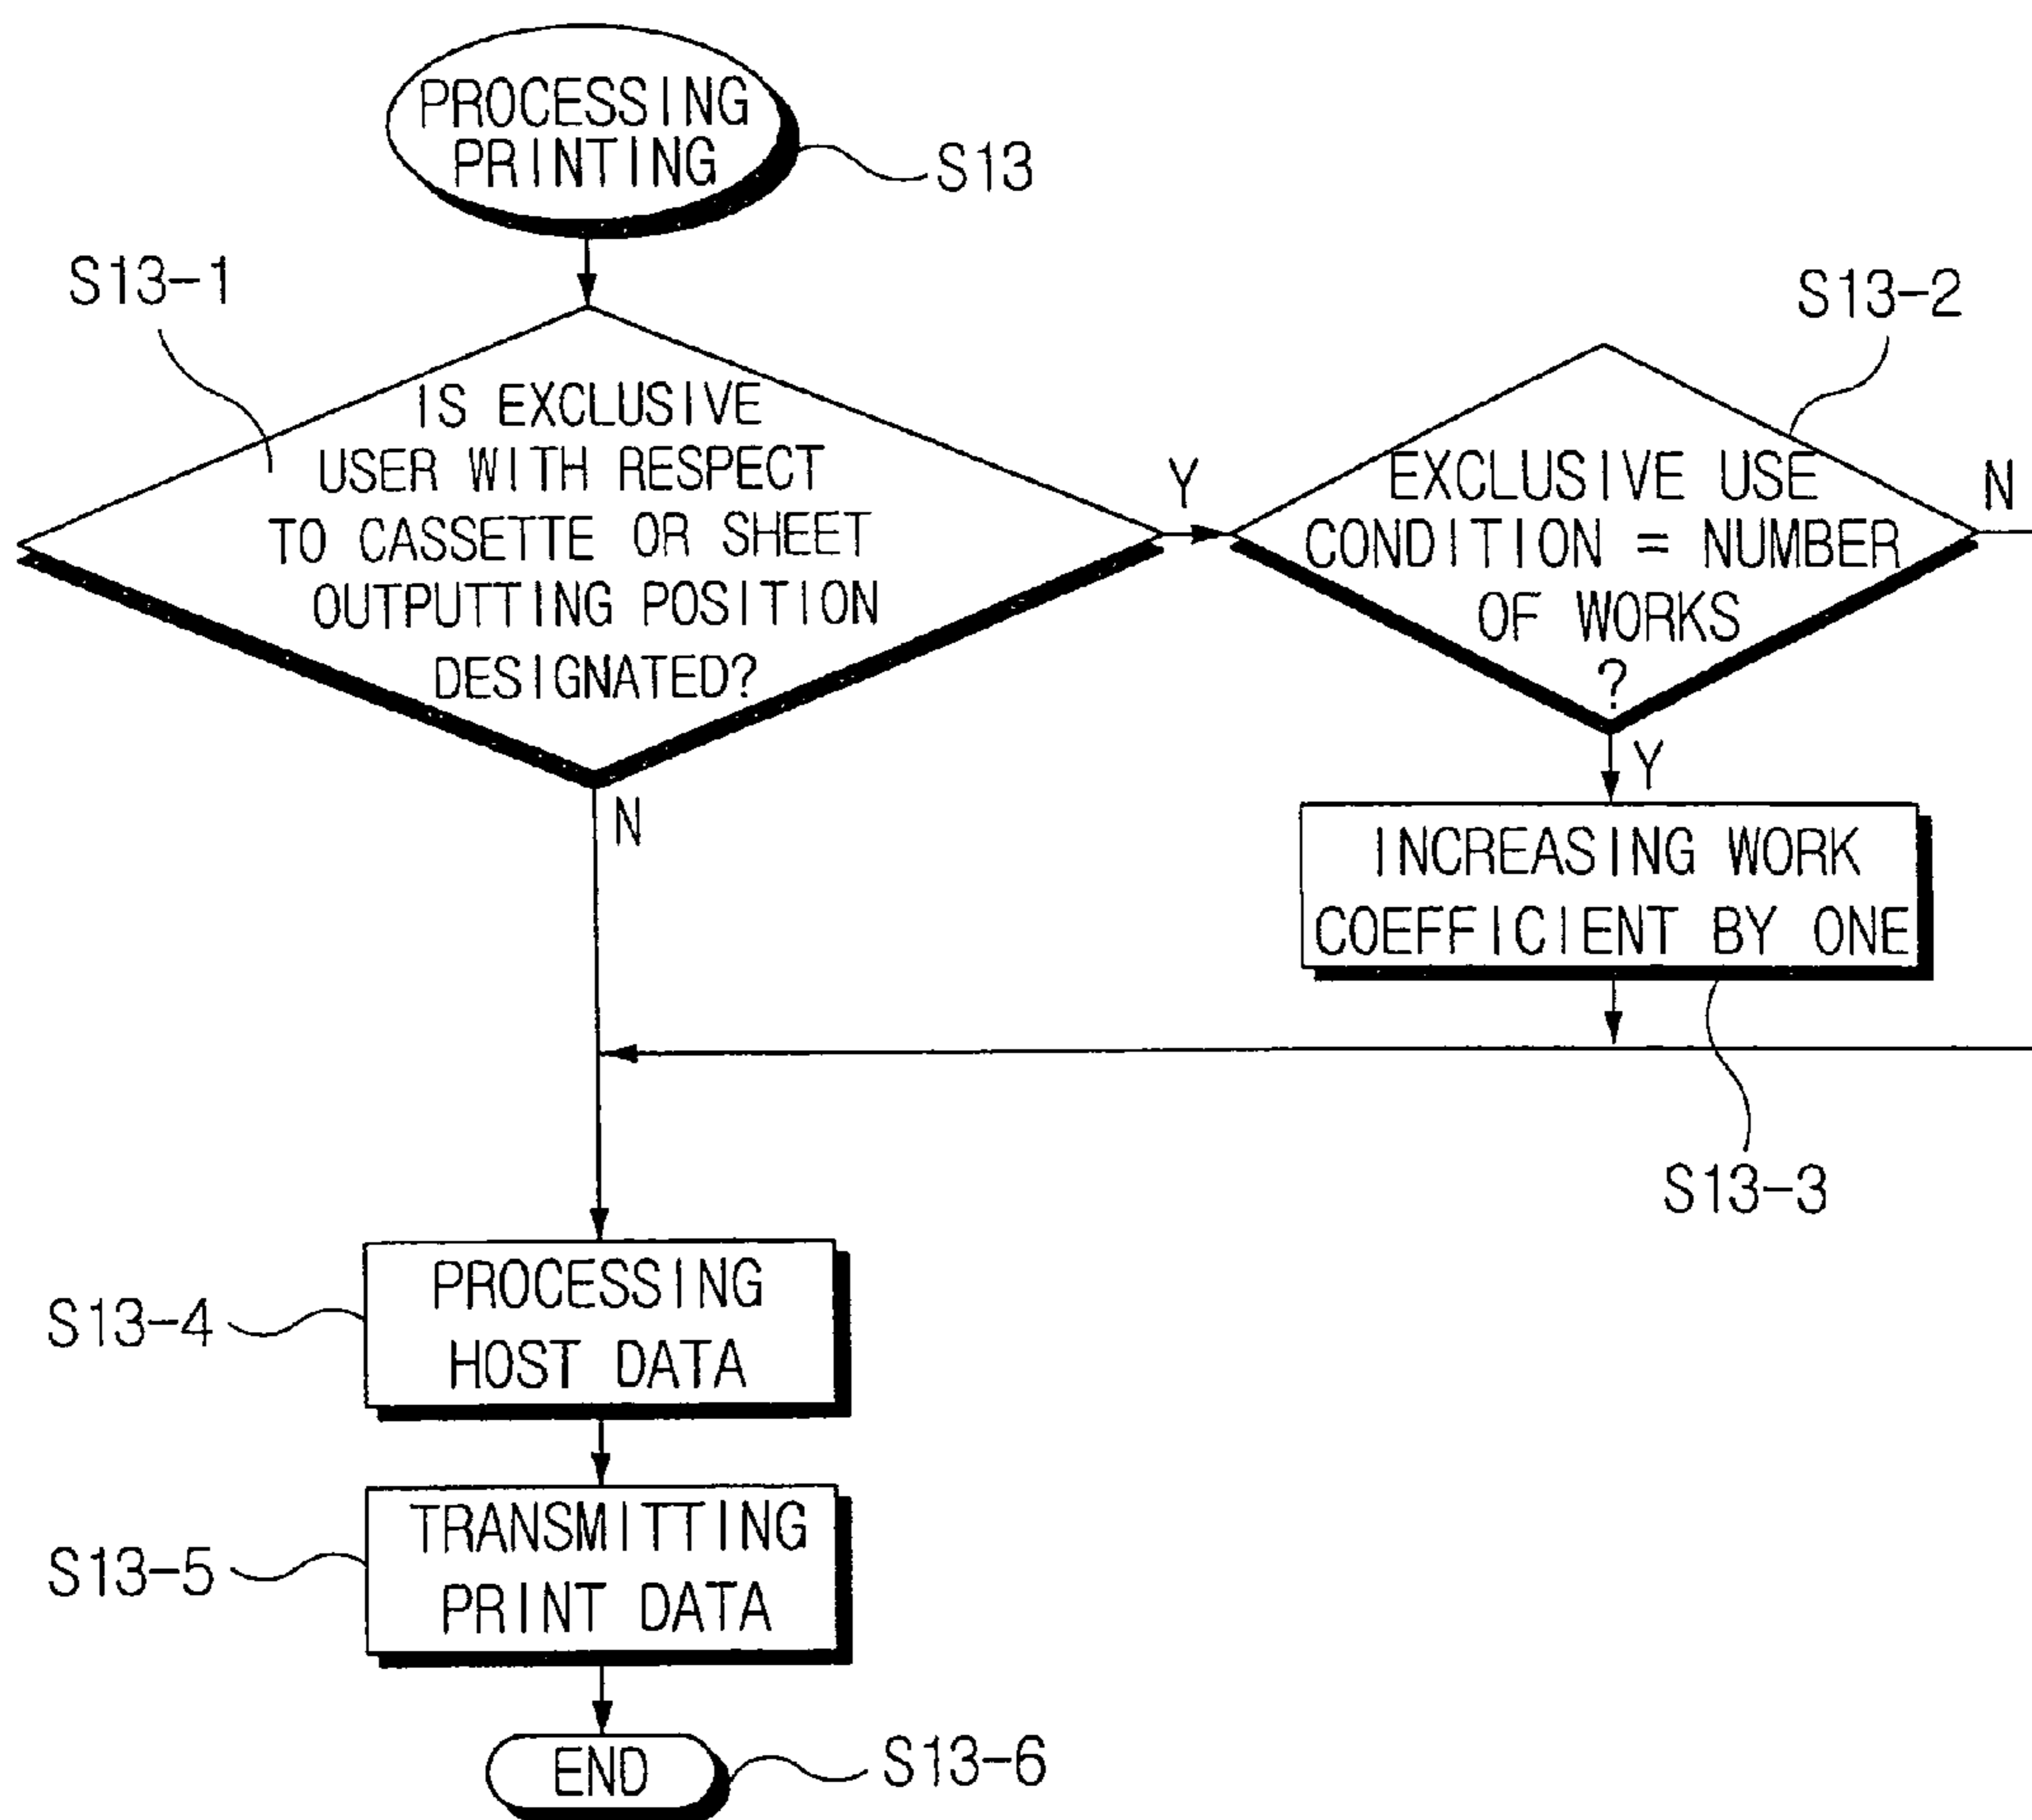 PROCESSING
PRINTING
S13
S13-1
IS EXCLUSIVE
USER WITH RESPECT
TO CASSETTE OR SHEET
OUTPUTTING POSITION
DESIGNATED?
Y
N
S13-2
EXCLUSIVE USE
CONDITION = NUMBER
OF WORKS
?
N
Y
INCREASING WORK
COEFFICIENT BY ONE
S13-3
PROCESSING
HOST DATA
S13-4
TRANSMITTING
PRINT DATA
S13-5
END
S13-6